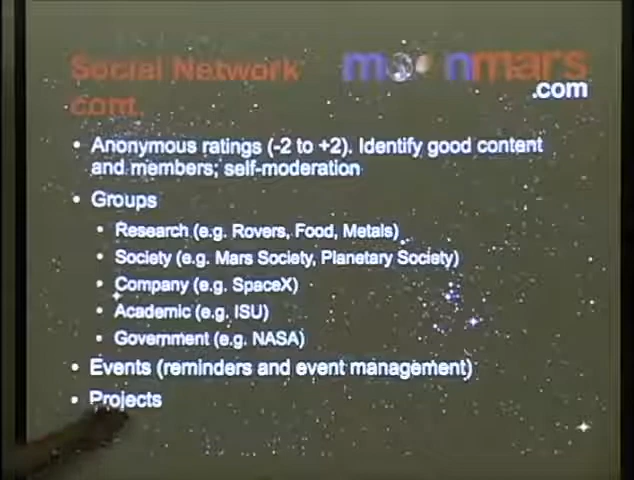 Social Network
moonmars
.com
cont.
• Anonymous ratings (-2 to +2). Identify good content
and members; self-moderation
• Groups
• Research (e.g. Rovers, Food, Metals)
• Society (e.g. Mars Society, Planetary Society)
• Company (e.g. SpaceX)
• Academic (e.g. ISU)
• Government (e.g. NASA)
• Events (reminders and event management)
• Projects